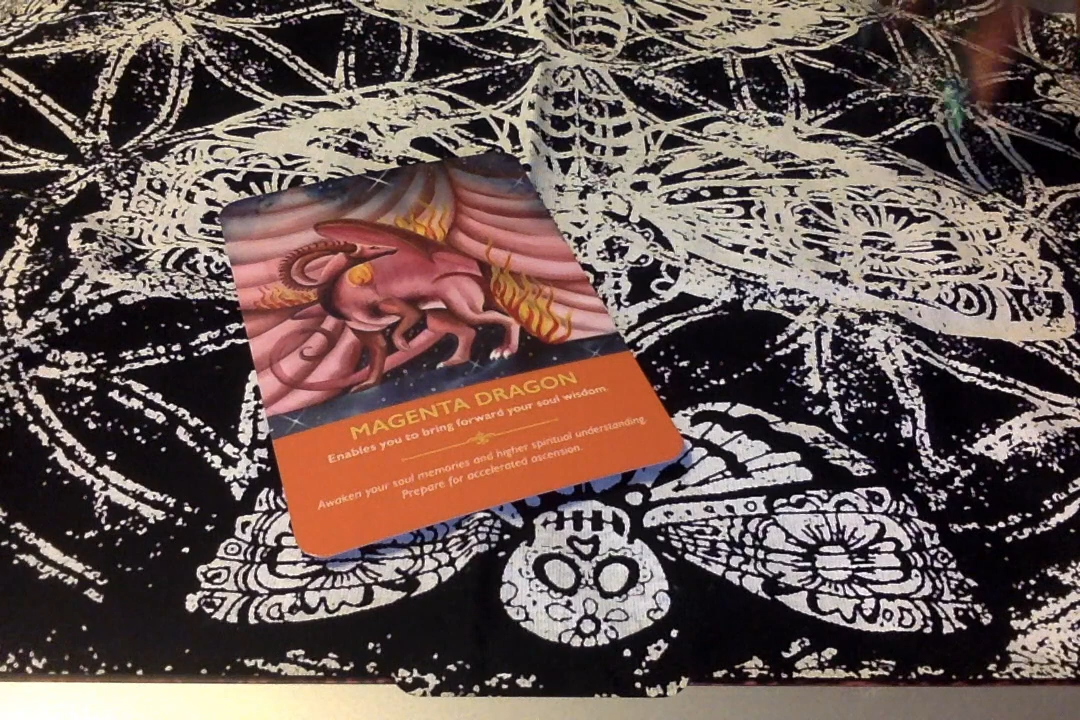 MAGENTA DRAGON
Enables you to bring forward your soul wisdom.
Awaken your soul memories and higher spiritual understanding.
Prepare for accelerated ascension.